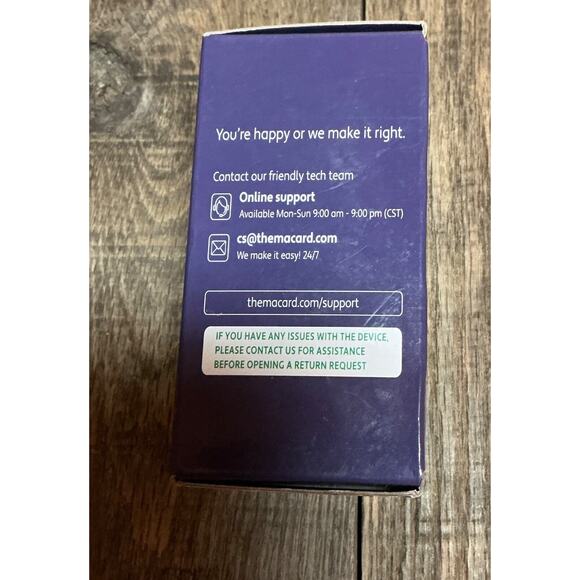 You're happy or we make it right.
Contact our friendly tech team
Online support
Available Mon-Sun 9:00 am - 9:00 pm (CST)
cs@themacard.com
We make it easy! 24/7
themacard.com/support
IF YOU HAVE ANY ISSUES WITH THE DEVICE,
PLEASE CONTACT US FOR ASSISTANCE
BEFORE OPENING A RETURN REQUEST